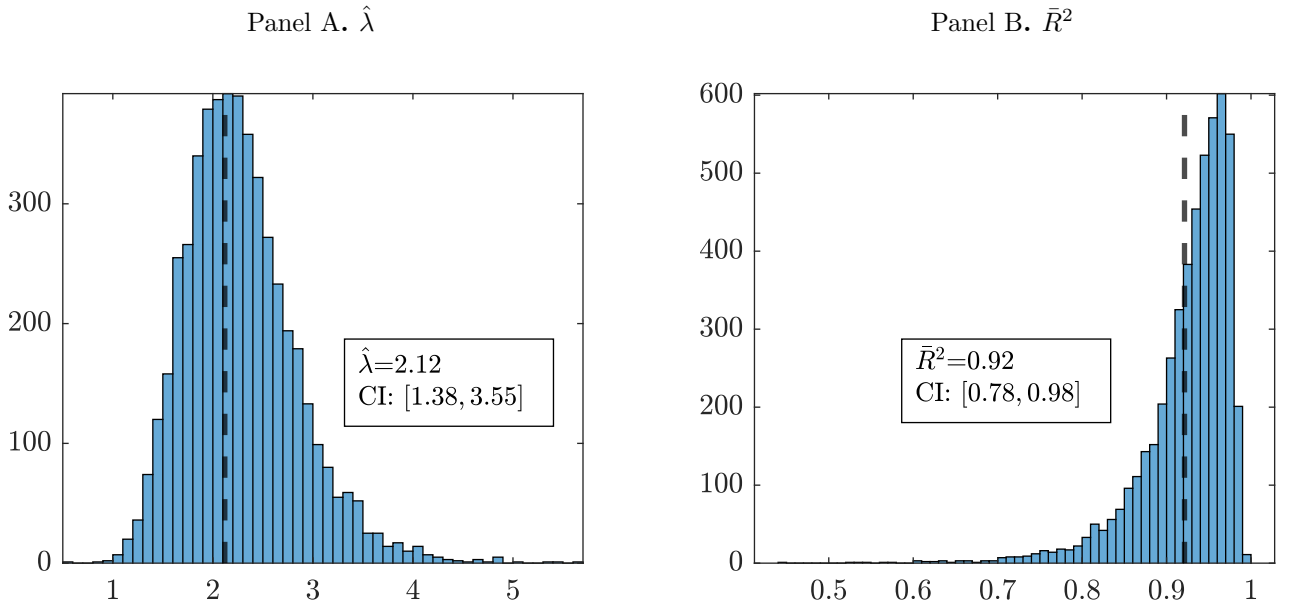 Panel A. λ̂
300
200
100
0
1 2 3 4 5
λ̂=2.12
CI: [1.38, 3.55]
Panel B. R̄²
600
500
400
300
200
100
0
0.5 0.6 0.7 0.8 0.9 1
R̄²=0.92
CI: [0.78, 0.98]